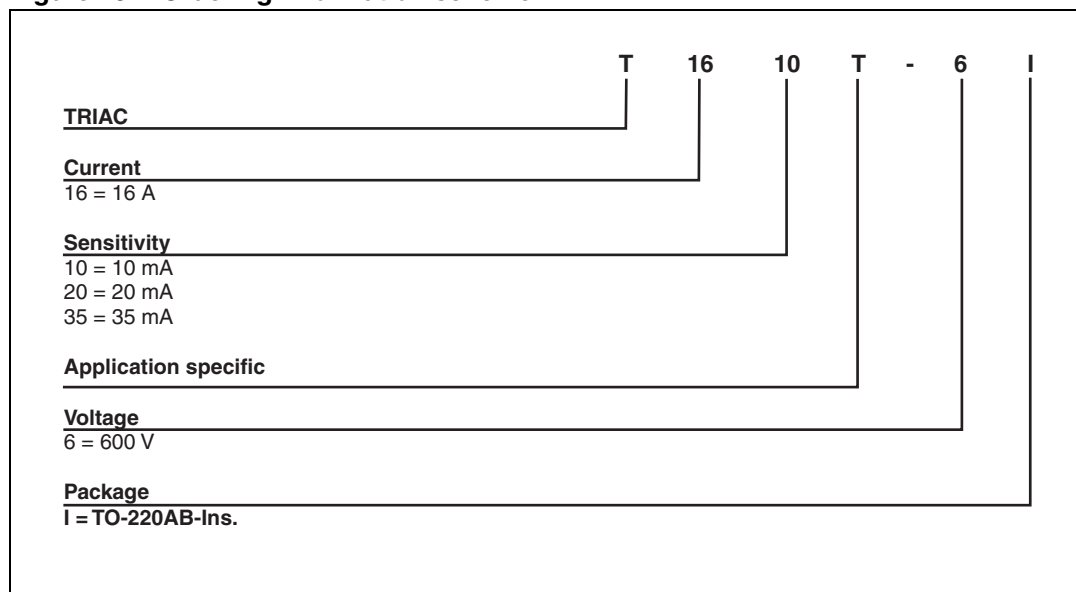 T 16 10 T - 6 I
TRIAC
Current
16 = 16 A
Sensitivity
10 = 10 mA
20 = 20 mA
35 = 35 mA
Application specific
Voltage
6 = 600 V
Package
I = TO-220AB-Ins.